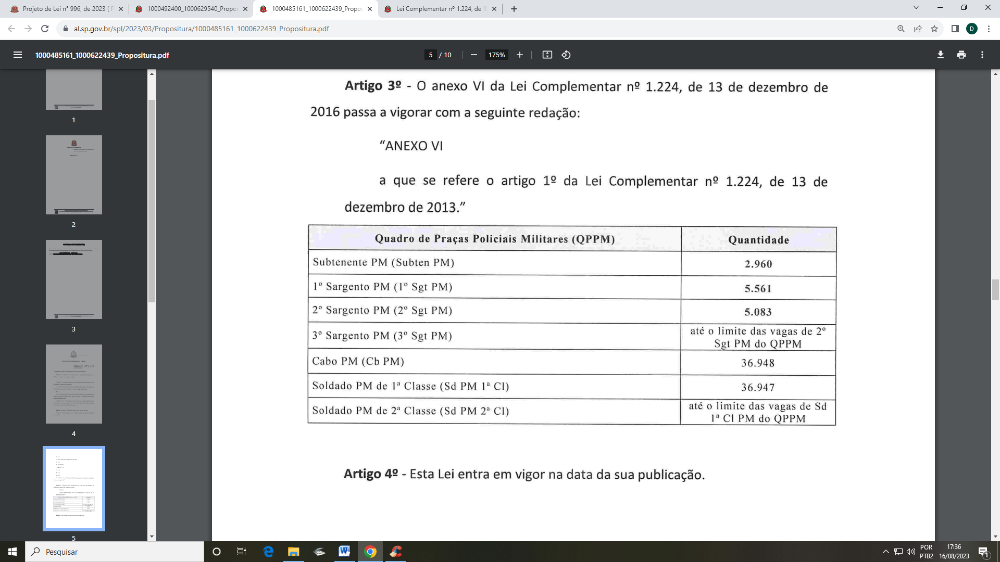 Projeto de Lei n° 996, de 2023 ( P
1000492400_1000629540_Propos
1000485161_1000622439_Propos
Lei Complementar nº 1.224, de 1
al.sp.gov.br/spl/2023/03/Propositura/1000485161_1000622439_Propositura.pdf
D
1000485161_1000622439_Propositura.pdf
5 / 10
175%
1
2
3
4
5
Artigo 3º - O anexo VI da Lei Complementar nº 1.224, de 13 de dezembro de
2016 passa a vigorar com a seguinte redação:
“ANEXO VI
a que se refere o artigo 1º da Lei Complementar nº 1.224, de 13 de
dezembro de 2013.”
Quadro de Praças Policiais Militares (QPPM) Quantidade
Subtenente PM (Subten PM) 2.960
1º Sargento PM (1º Sgt PM) 5.561
2º Sargento PM (2º Sgt PM) 5.083
3º Sargento PM (3º Sgt PM) até o limite das vagas de 2º
Sgt PM do QPPM
Cabo PM (Cb PM) 36.948
Soldado PM de 1ª Classe (Sd PM 1ª Cl) 36.947
Soldado PM de 2ª Classe (Sd PM 2ª Cl) até o limite das vagas de Sd
1ª Cl PM do QPPM
Artigo 4º - Esta Lei entra em vigor na data da sua publicação.
Pesquisar
POR
PTB2
17:36
16/08/2023
1